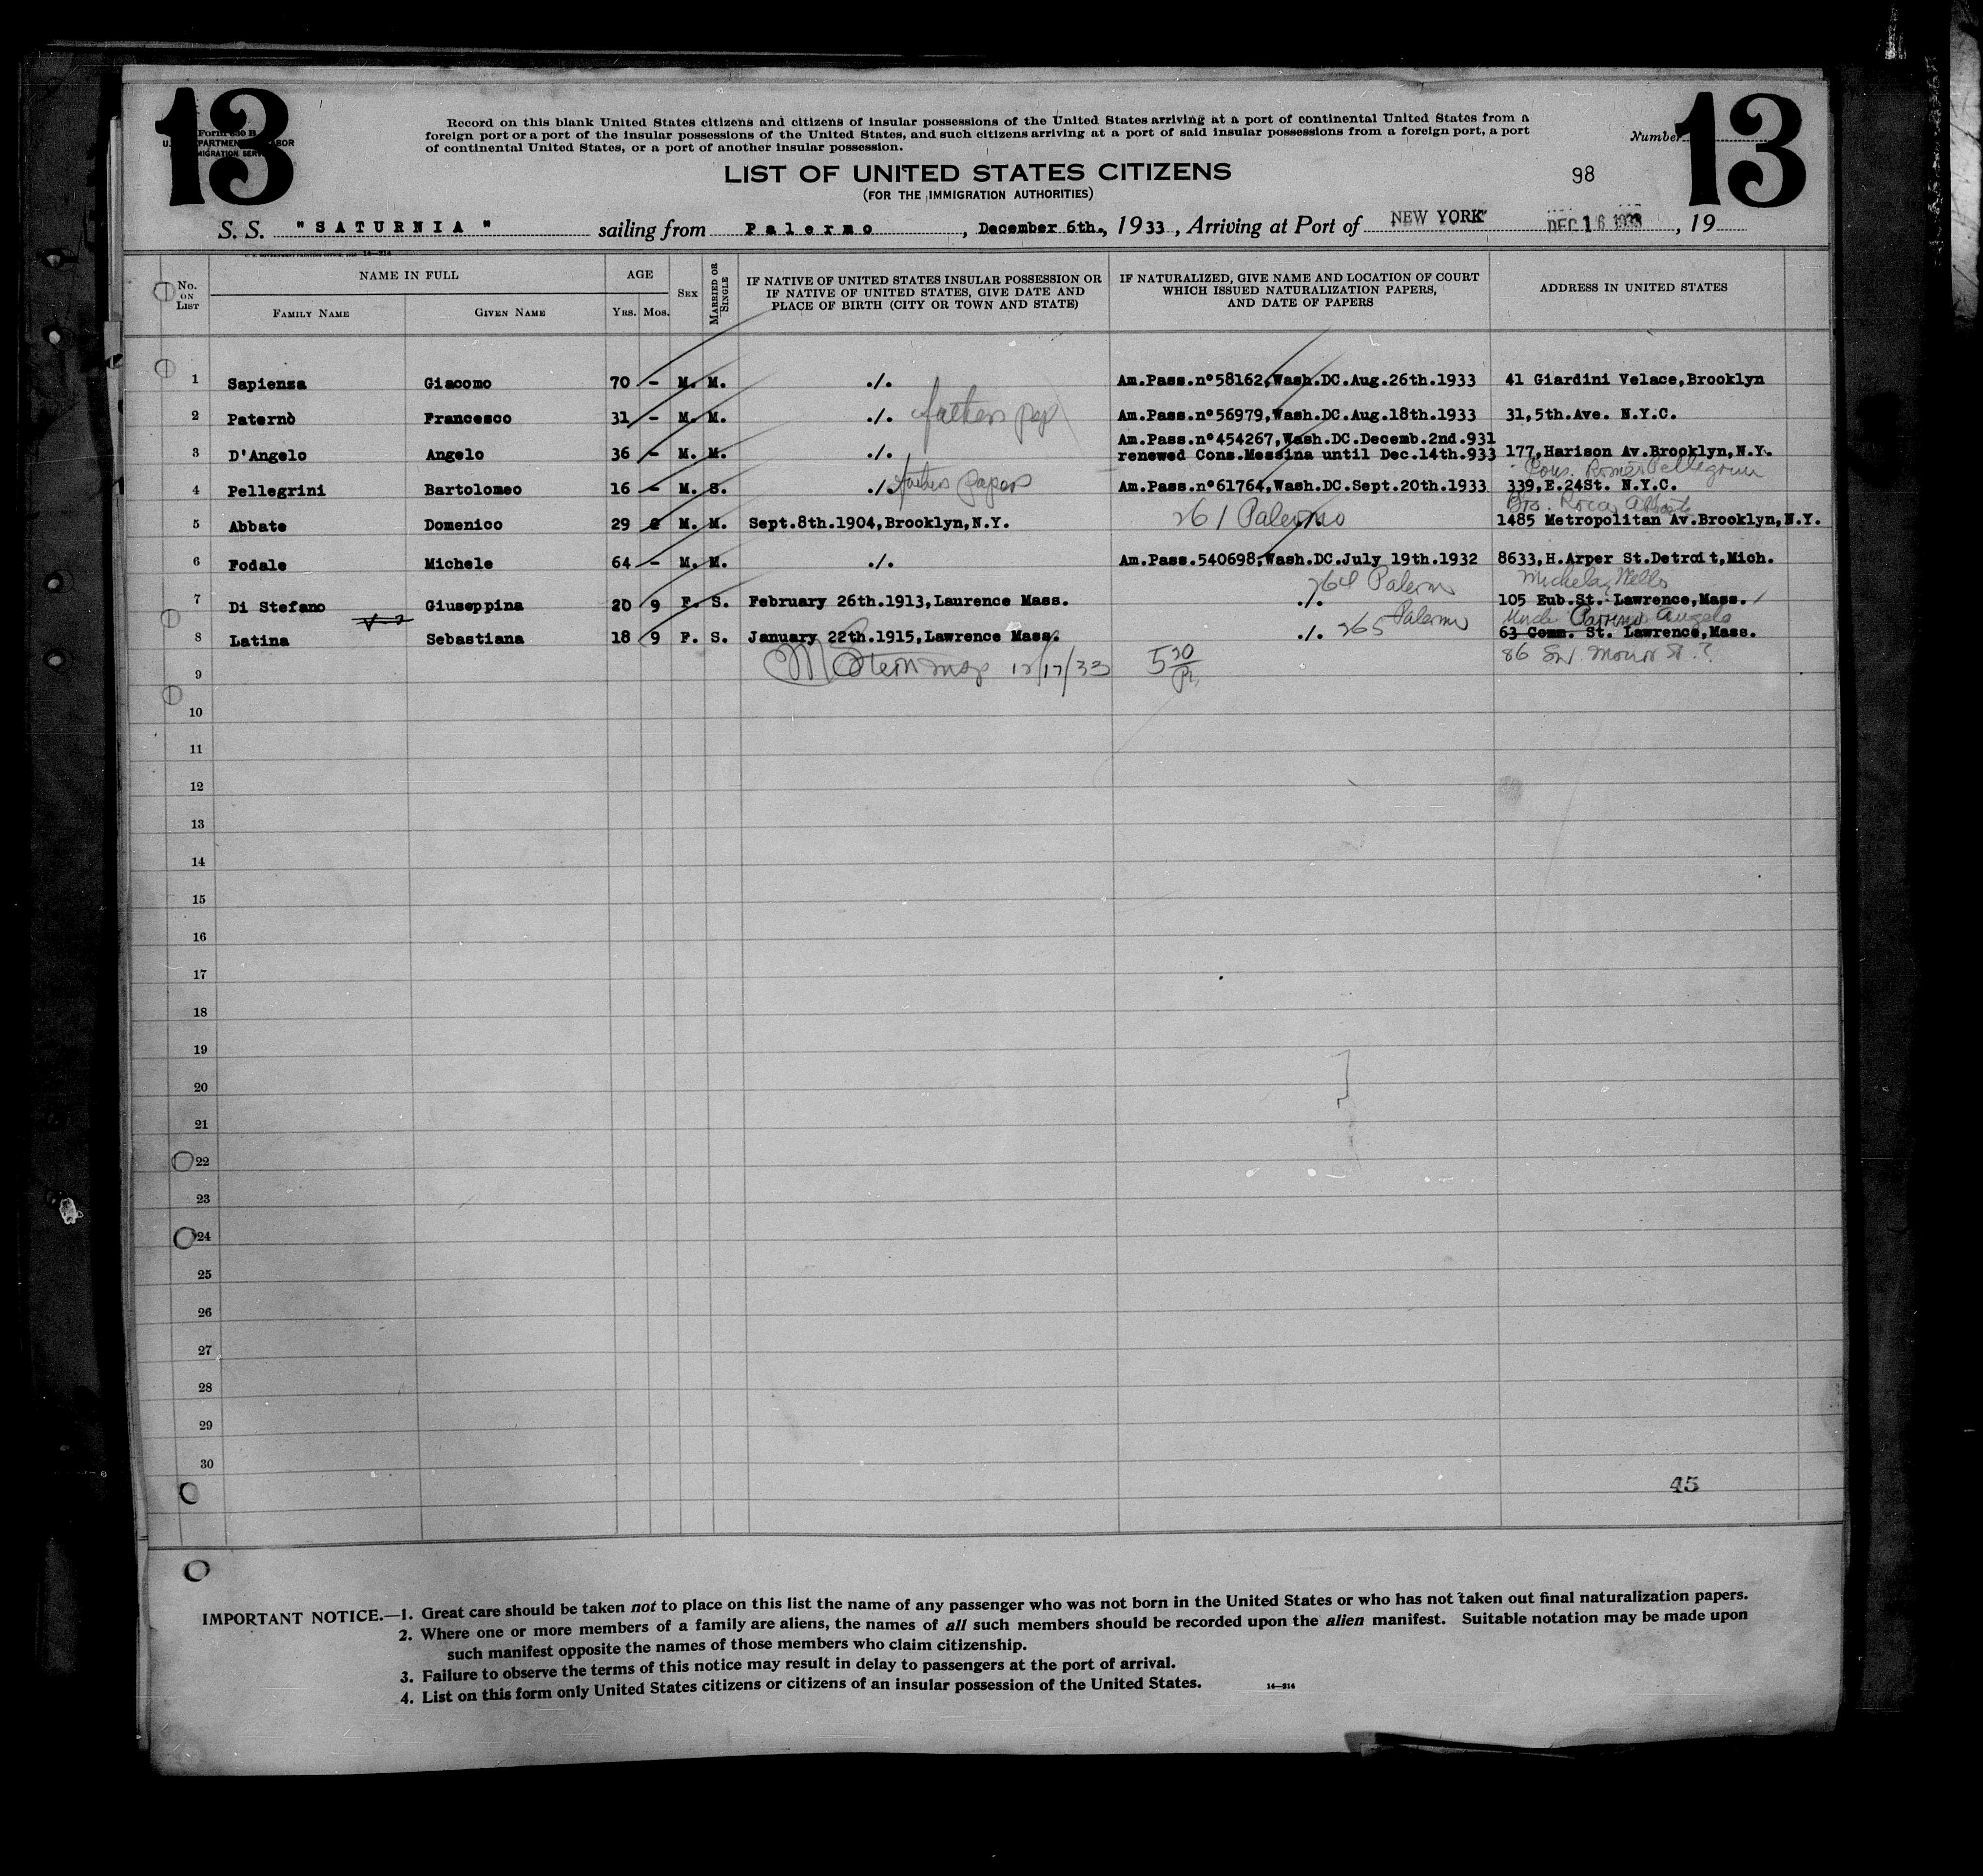 13
13
Form 630 B
U. S. DEPARTMENT OF LABOR
IMMIGRATION SERVICE
Record on this blank United States citizens and citizens of insular possessions of the United States arriving at a port of continental United States from a
foreign port or a port of the insular possessions of the United States, and such citizens arriving at a port of said insular possessions from a foreign port, a port
of continental United States, or a port of another insular possession.
Number
LIST OF UNITED STATES CITIZENS
98
(FOR THE IMMIGRATION AUTHORITIES)
S. S. "SATURNIA" sailing from Palermo, December 6th., 1933, Arriving at Port of NEW YORK DEC 16 1933, 19
No. ON LIST NAME IN FULL AGE SEX MARRIED OR SINGLE IF NATIVE OF UNITED STATES INSULAR POSSESSION OR IF NATIVE OF UNITED STATES, GIVE DATE AND PLACE OF BIRTH (CITY OR TOWN AND STATE) IF NATURALIZED, GIVE NAME AND LOCATION OF COURT WHICH ISSUED NATURALIZATION PAPERS, AND DATE OF PAPERS ADDRESS IN UNITED STATES
FAMILY NAME GIVEN NAME YRS. MOS.
1 Sapienza Giacomo 70 - M. M. ./. Am.Pass.n°58162,Wash.DC.Aug.26th.1933 41 Giardini Velace,Brooklyn
2 Paternò Francesco 31 - M. M. ./. fathers pap Am.Pass.n°56979,Wash.DC.Aug.18th.1933 31,5th.Ave. N.Y.C.
Am.Pass.n°454267,Wash.DC.Decemb.2nd.931
3 D'Angelo Angelo 36 - M. M. ./. renewed Cons.Messina until Dec.14th.933 177,Harison Av.Brooklyn,N.Y.
Pellegrini
4 Pellegrini Bartolomeo 16 - M. S. ./. fathers papers Am.Pass.n°61764,Wash.DC.Sept.20th.1933 339,E.24St. N.Y.C.
Abbate
5 Abbate Domenico 29 M. M. Sept.8th.1904,Brooklyn,N.Y. 261 Palermo 1485 Metropolitan Av.Brooklyn,N.Y.
6 Fodale Michele 64 - M. M. ./. Am.Pass.540698,Wash.DC.July 19th.1932 8633,H.Arper St.Detroit,Mich.
264 Palermo
7 Di Stefano Giuseppina 20 9 F. S. February 26th.1913,Laurence Mass. ./. 105 Eub.St. Lawrence,Mass.
Uncle Angelo
8 Latina Sebastiana 18 9 F. S. January 22th.1915,Lawrence Mass. ./. 265 Palermo 63 Comm. St. Lawrence,Mass.
12/17/33 5 30
86
9
10
11
12
13
14
15
16
17
18
19
20
21
22
23
24
25
26
27
28
29
30
45
IMPORTANT NOTICE.—1. Great care should be taken not to place on this list the name of any passenger who was not born in the United States or who has not taken out final naturalization papers.
2. Where one or more members of a family are aliens, the names of all such members should be recorded upon the alien manifest. Suitable notation may be made upon
such manifest opposite the names of those members who claim citizenship.
3. Failure to observe the terms of this notice may result in delay to passengers at the port of arrival.
4. List on this form only United States citizens or citizens of an insular possession of the United States.
14—214